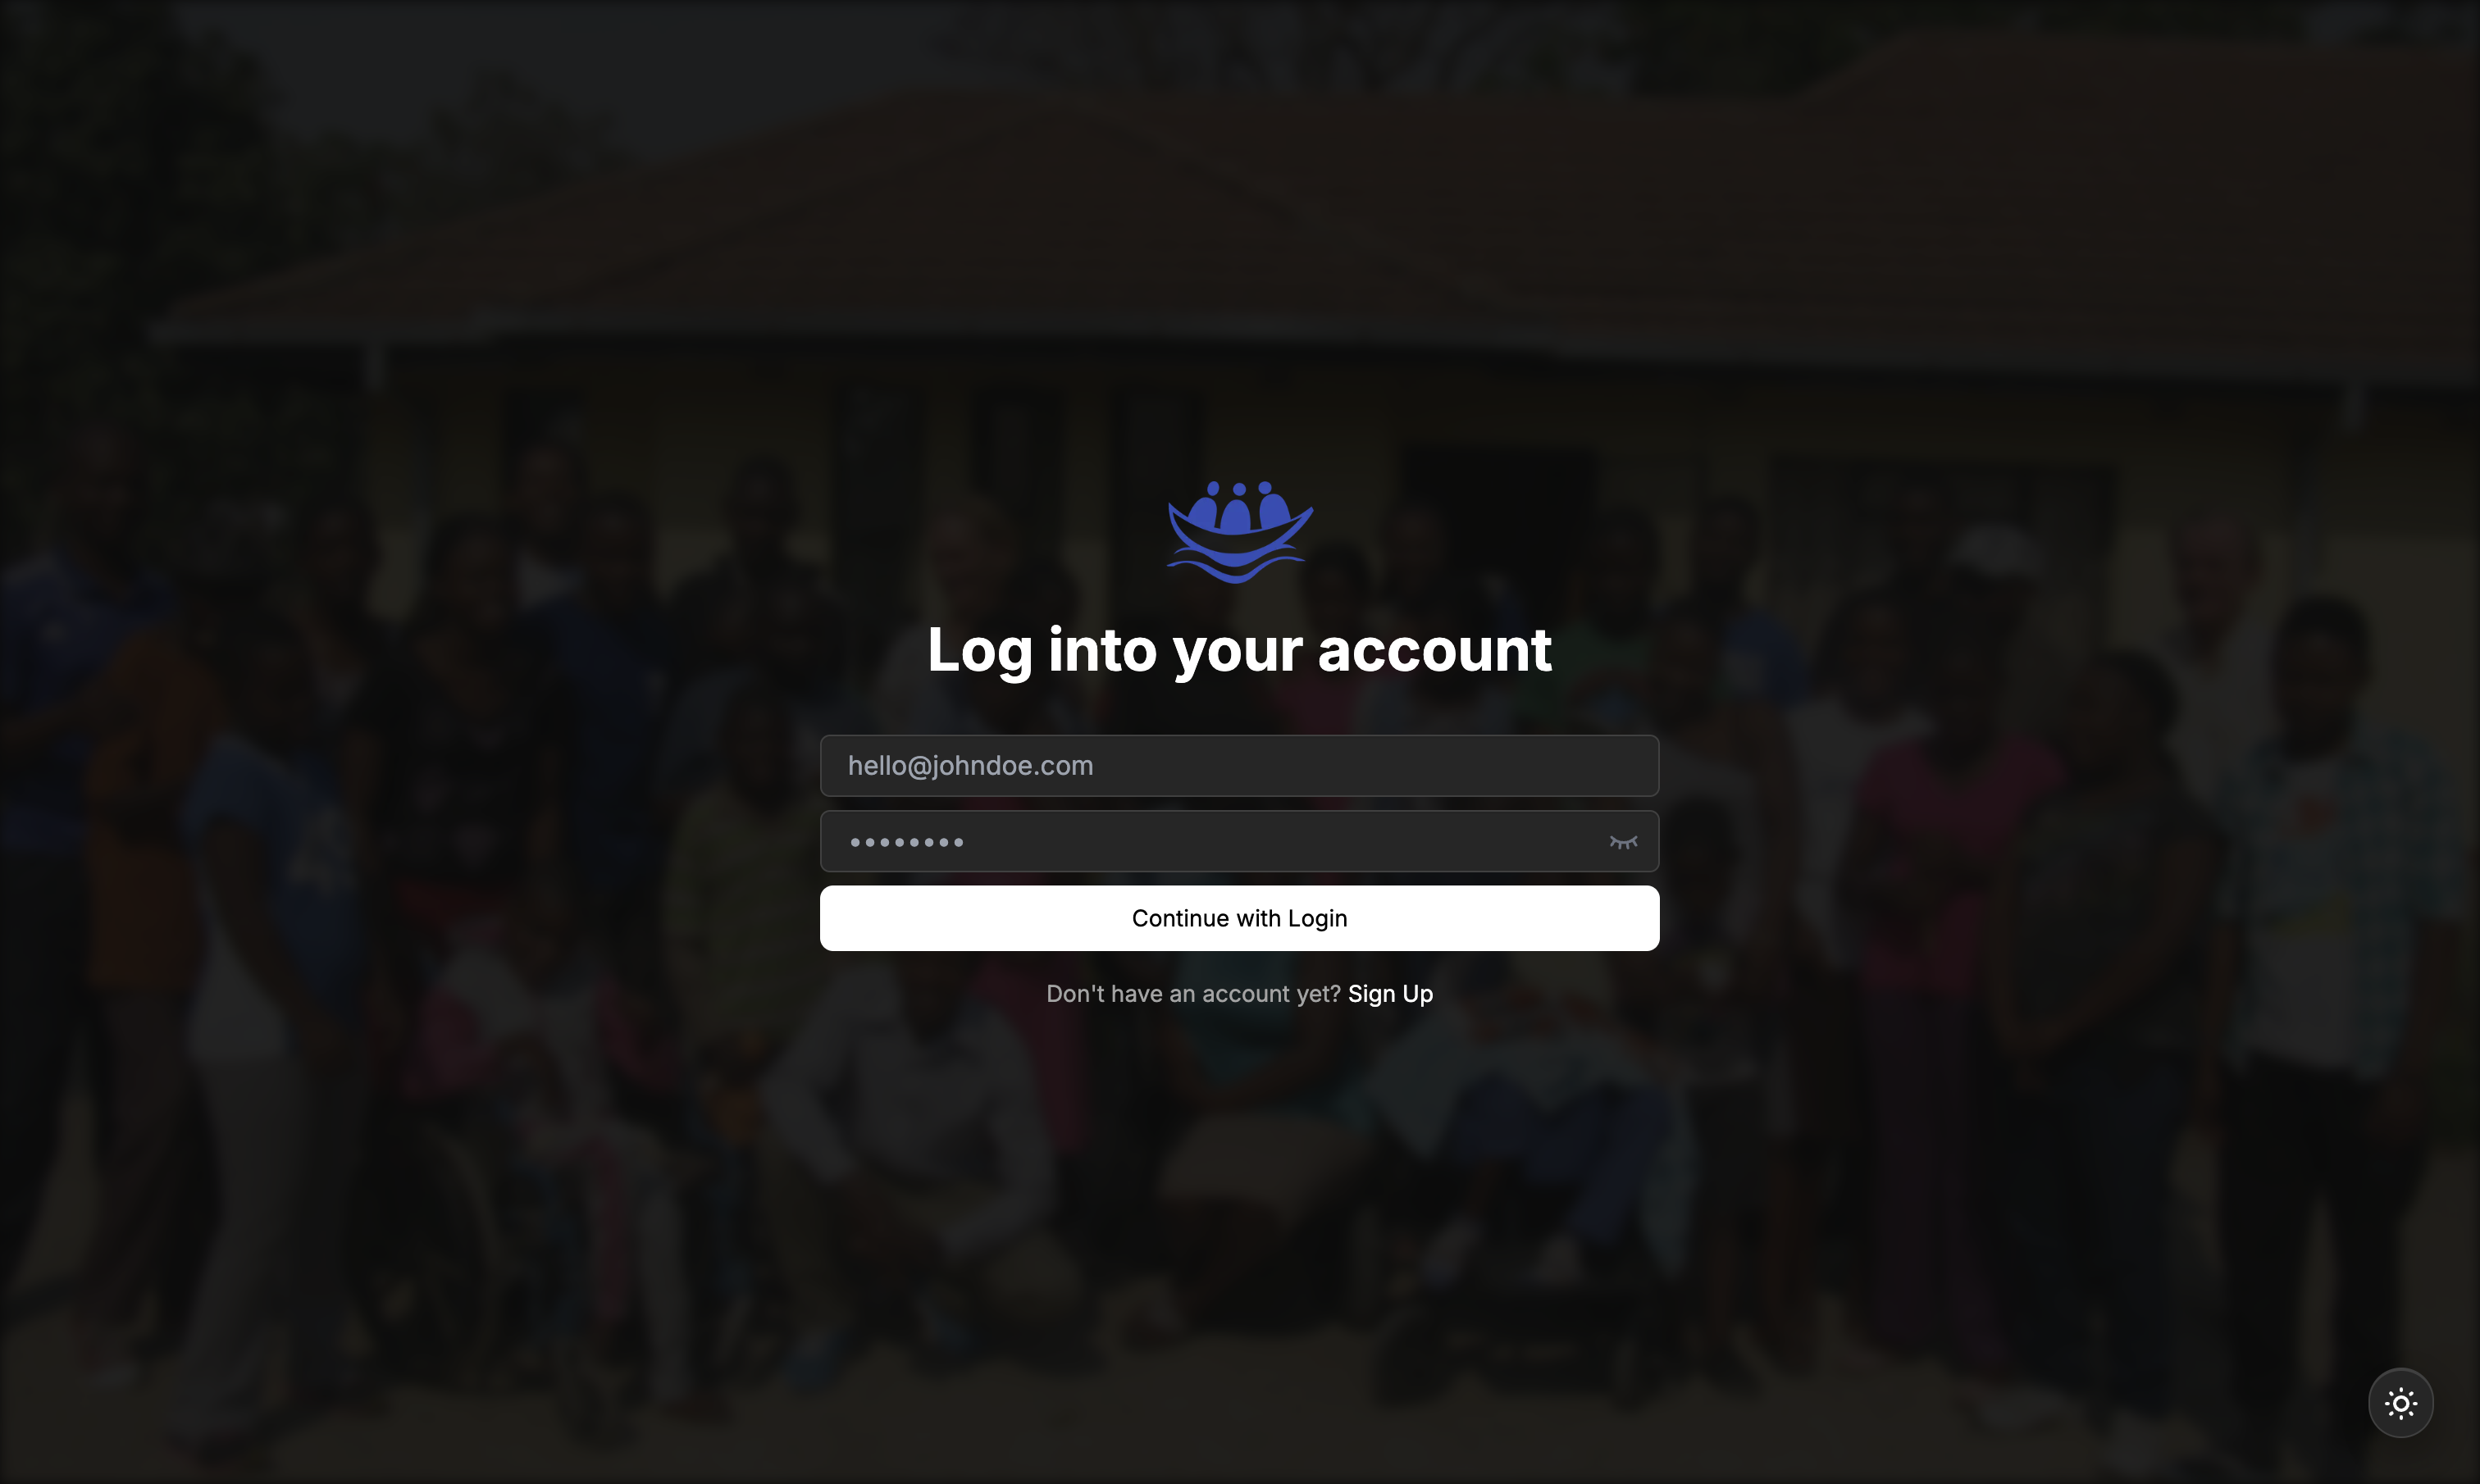 Log into your account
hello@johndoe.com
••••••••
Continue with Login
Don't have an account yet? Sign Up